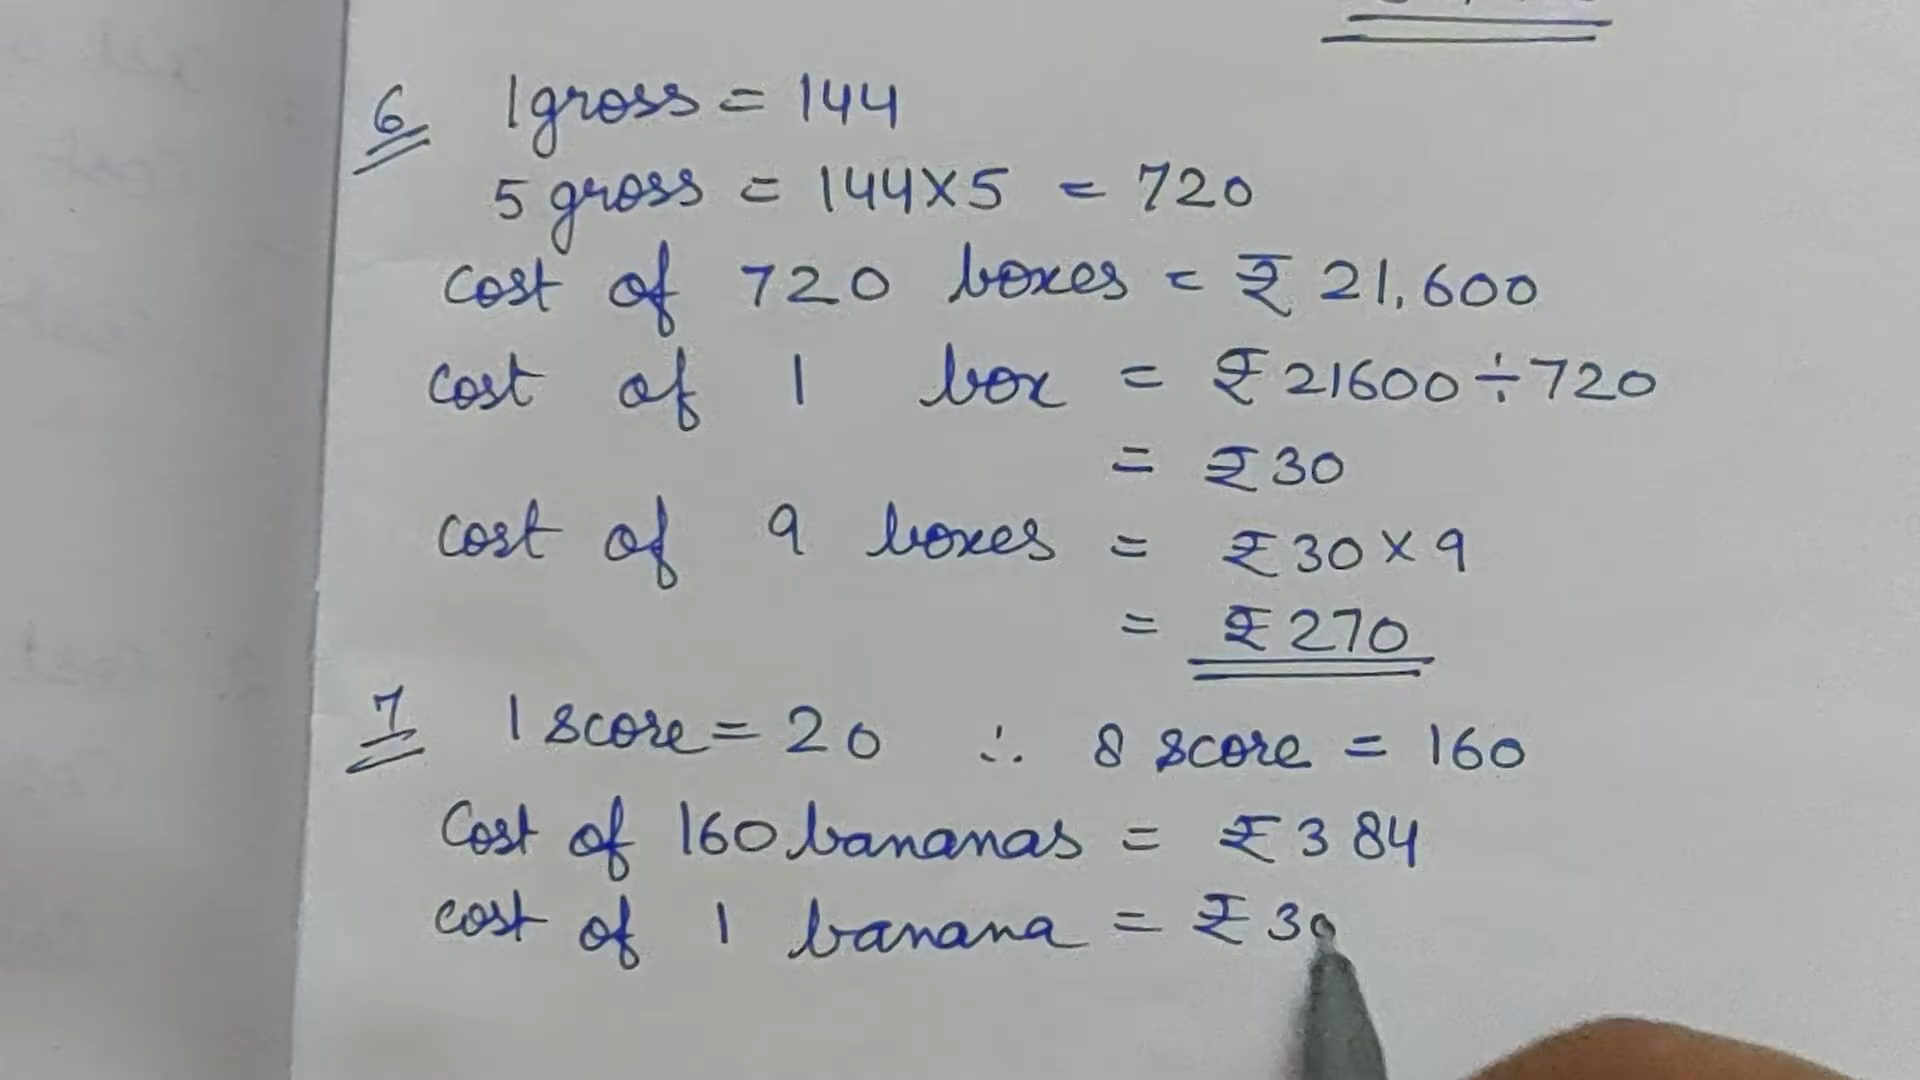 6 1 gross = 144
5 gross = 144×5 = 720
cost of 720 boxes = ₹ 21,600
cost of 1 box = ₹ 21600÷720
= ₹30
cost of 9 boxes = ₹30×9
= ₹270
7 1 score = 20 ∴ 8 score = 160
Cost of 160 bananas = ₹384
cost of 1 banana = ₹3